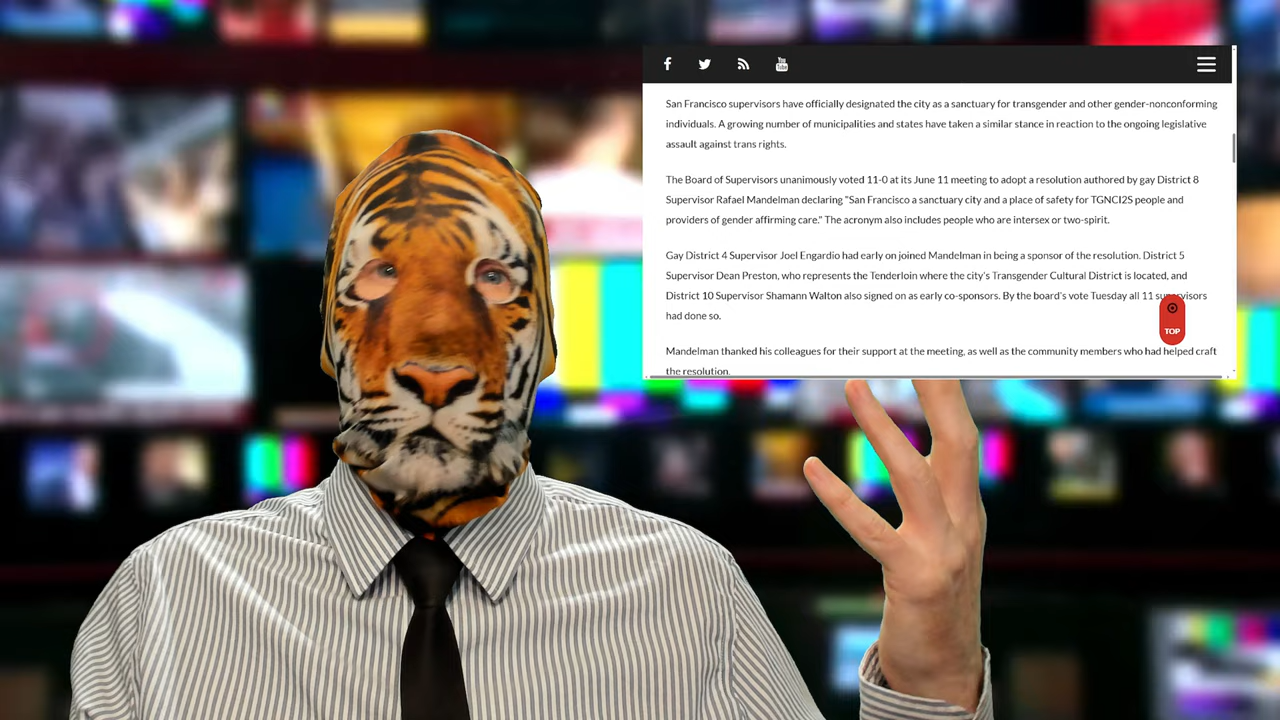 You
Tube
San Francisco supervisors have officially designated the city as a sanctuary for transgender and other gender-nonconforming
individuals. A growing number of municipalities and states have taken a similar stance in reaction to the ongoing legislative
assault against trans rights.
The Board of Supervisors unanimously voted 11-0 at its June 11 meeting to adopt a resolution authored by gay District 8
Supervisor Rafael Mandelman declaring "San Francisco a sanctuary city and a place of safety for TGNCI2S people and
providers of gender affirming care." The acronym also includes people who are intersex or two-spirit.
Gay District 4 Supervisor Joel Engardio had early on joined Mandelman in being a sponsor of the resolution. District 5
Supervisor Dean Preston, who represents the Tenderloin where the city's Transgender Cultural District is located, and
District 10 Supervisor Shamann Walton also signed on as early co-sponsors. By the board's vote Tuesday all 11 supervisors
had done so.
TOP
Mandelman thanked his colleagues for their support at the meeting, as well as the community members who had helped craft
the resolution.